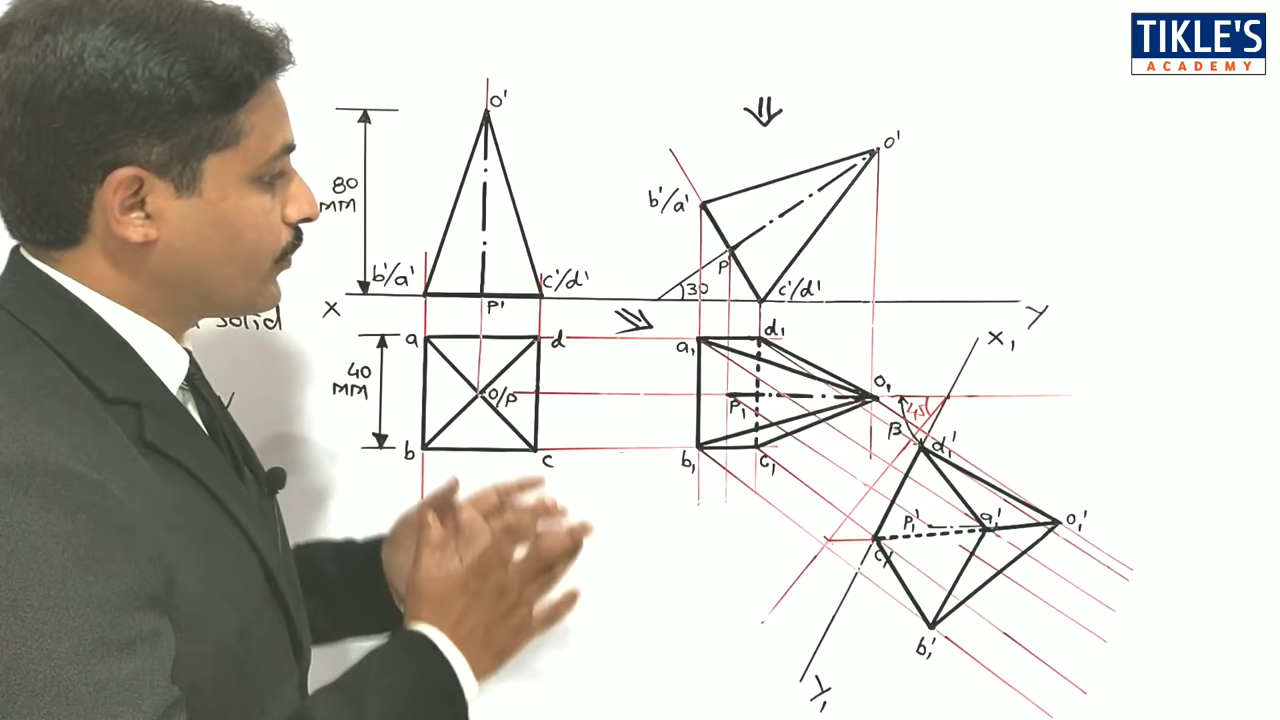 TIKLE'S
ACADEMY
O'
80
MM
b'/a'
c'/d'
P'
X
solid
40
MM
a
d
O/P
b
c
O'
b'/a'
P
30
c'/d'
Y
d₁
a₁
O₁
P₁
b₁
c₁
X₁
45
β
d₁'
P₁'
a₁'
O₁'
c₁'
b₁'
Y₁